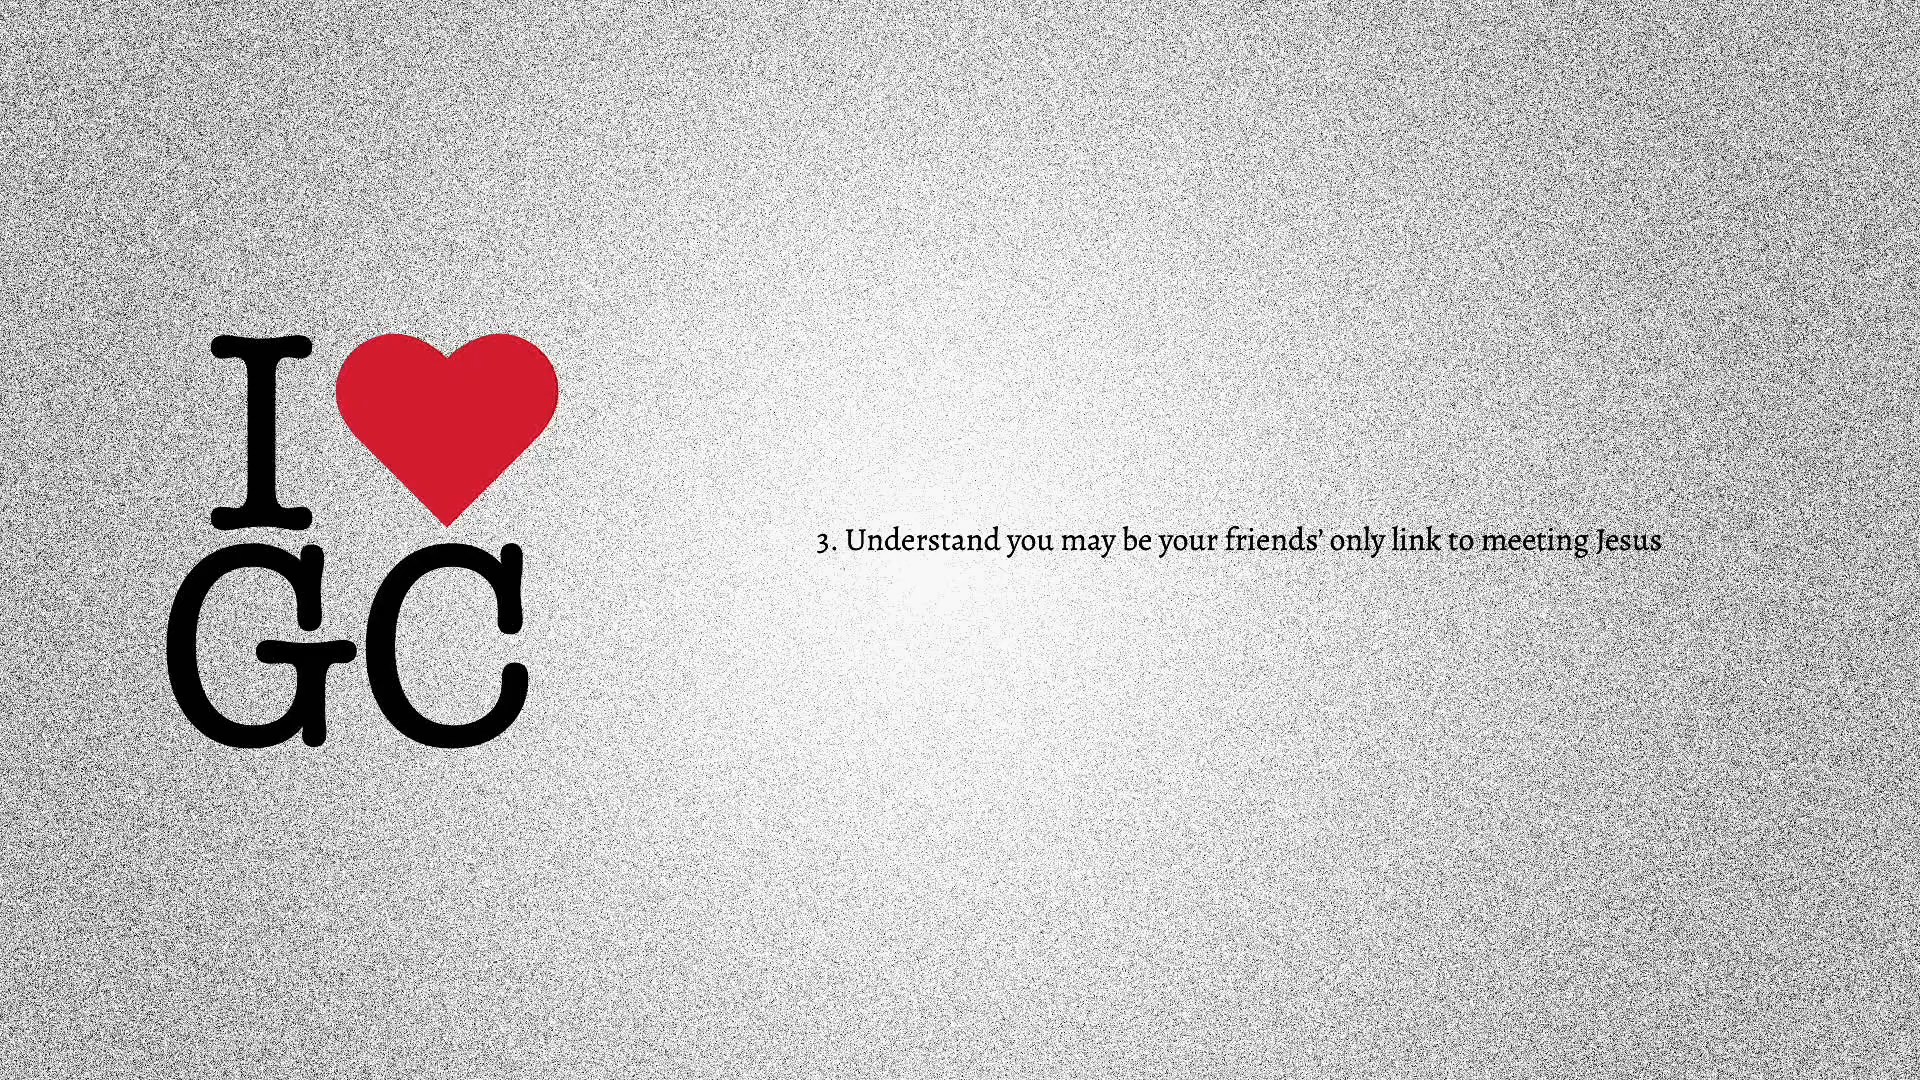 I
GC
3. Understand you may be your friends’ only link to meeting Jesus